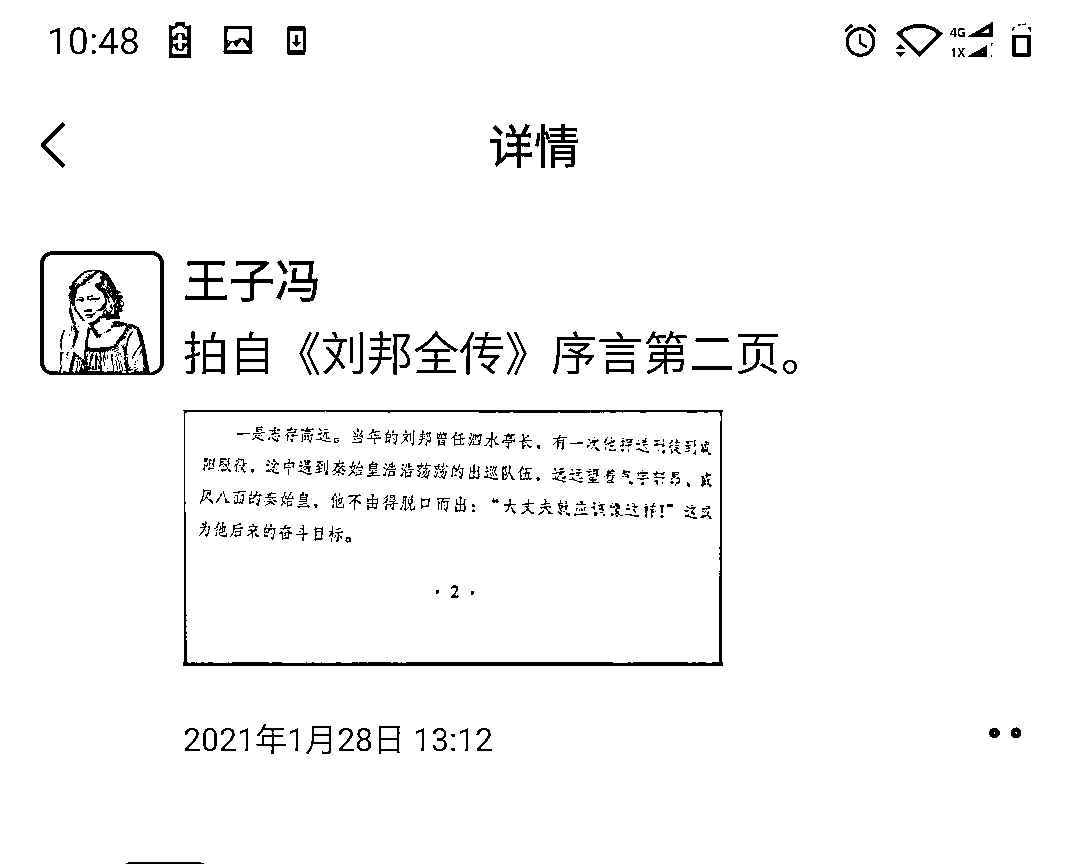 10:48
4G
1X
详情
王子冯
拍自《刘邦全传》序言第二页。
一是志存高远。当年的刘邦曾任泗水亭长，有一次他押送刑徒到咸
阳服役，途中遇到秦始皇浩浩荡荡的出巡队伍，远远望着气宇轩昂、威
风八面的秦始皇，他不由得脱口而出：“大丈夫就应该像这样！”这成
为他后来的奋斗目标。
·2·
2021年1月28日 13:12